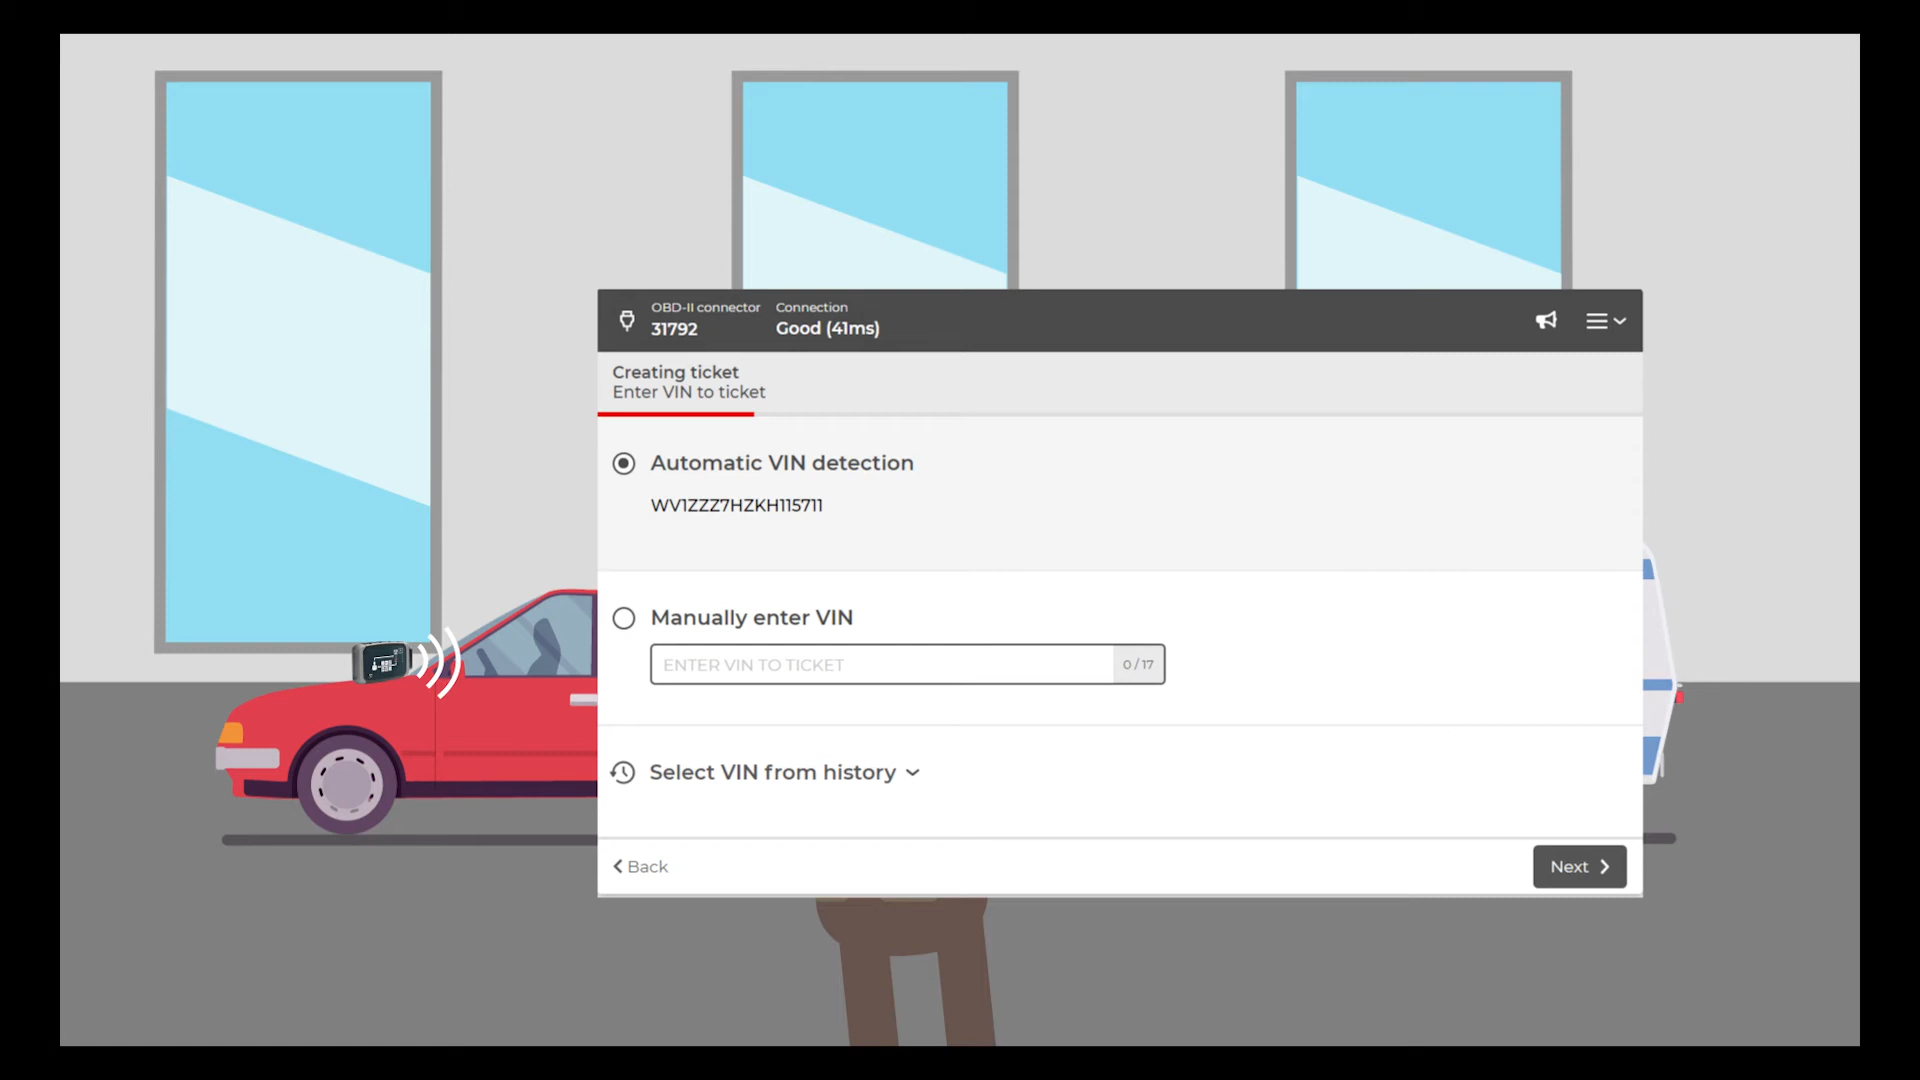 OBD-II connector
31792
Connection
Good (41ms)
Creating ticket
Enter VIN to ticket
Automatic VIN detection
WV1ZZZ7HZKH115711
Manually enter VIN
ENTER VIN TO TICKET
0 / 17
Select VIN from history
Back
Next